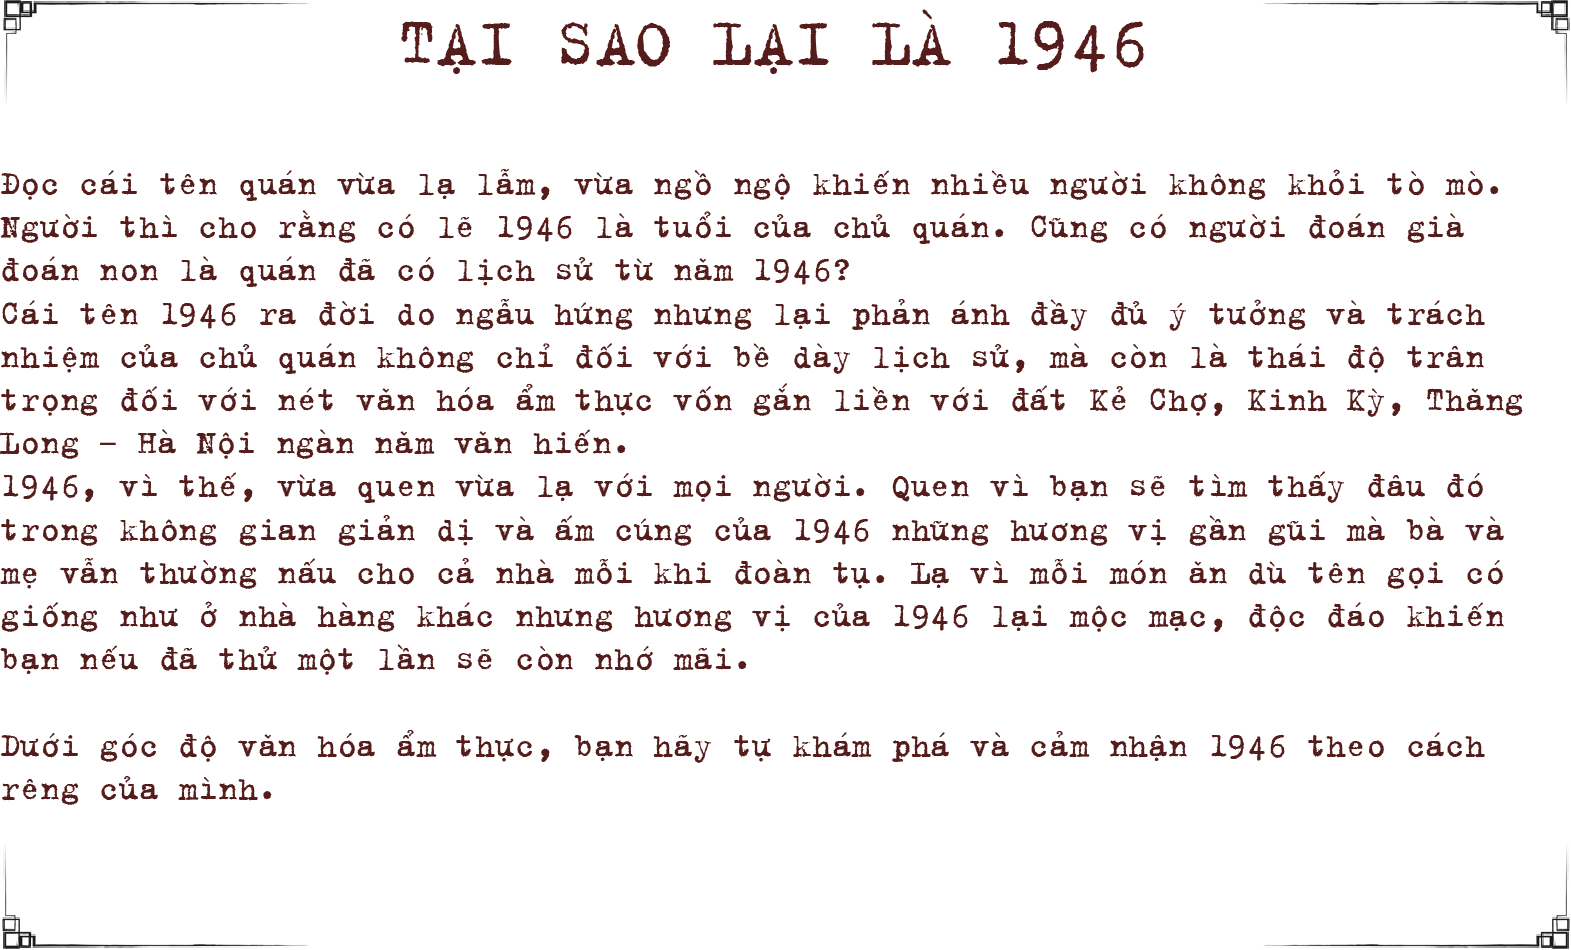 TẠI SAO LẠI LÀ 1946
Đọc cái tên quán vừa lạ lẫm, vừa ngồ ngộ khiến nhiều người không khỏi tò mò.
Người thì cho rằng có lẽ 1946 là tuổi của chủ quán. Cũng có người đoán già
đoán non là quán đã có lịch sử từ năm 1946?
Cái tên 1946 ra đời do ngẫu hứng nhưng lại phản ánh đầy đủ ý tưởng và trách
nhiệm của chủ quán không chỉ đối với bề dày lịch sử, mà còn là thái độ trân
trọng đối với nét văn hóa ẩm thực vốn gắn liền với đất Kẻ Chợ, Kinh Kỳ, Thăng
Long – Hà Nội ngàn năm văn hiến.
1946, vì thế, vừa quen vừa lạ với mọi người. Quen vì bạn sẽ tìm thấy đâu đó
trong không gian giản dị và ấm cúng của 1946 những hương vị gần gũi mà bà và
mẹ vẫn thường nấu cho cả nhà mỗi khi đoàn tụ. Lạ vì mỗi món ăn dù tên gọi có
giống như ở nhà hàng khác nhưng hương vị của 1946 lại mộc mạc, độc đáo khiến
bạn nếu đã thử một lần sẽ còn nhớ mãi.
Dưới góc độ văn hóa ẩm thực, bạn hãy tự khám phá và cảm nhận 1946 theo cách
rêng của mình.